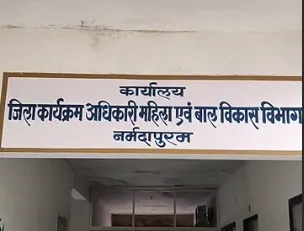 कार्यालय
जिला कार्यक्रम अधिकारी महिला एवं बाल विकास विभाग
नर्मदापुरम